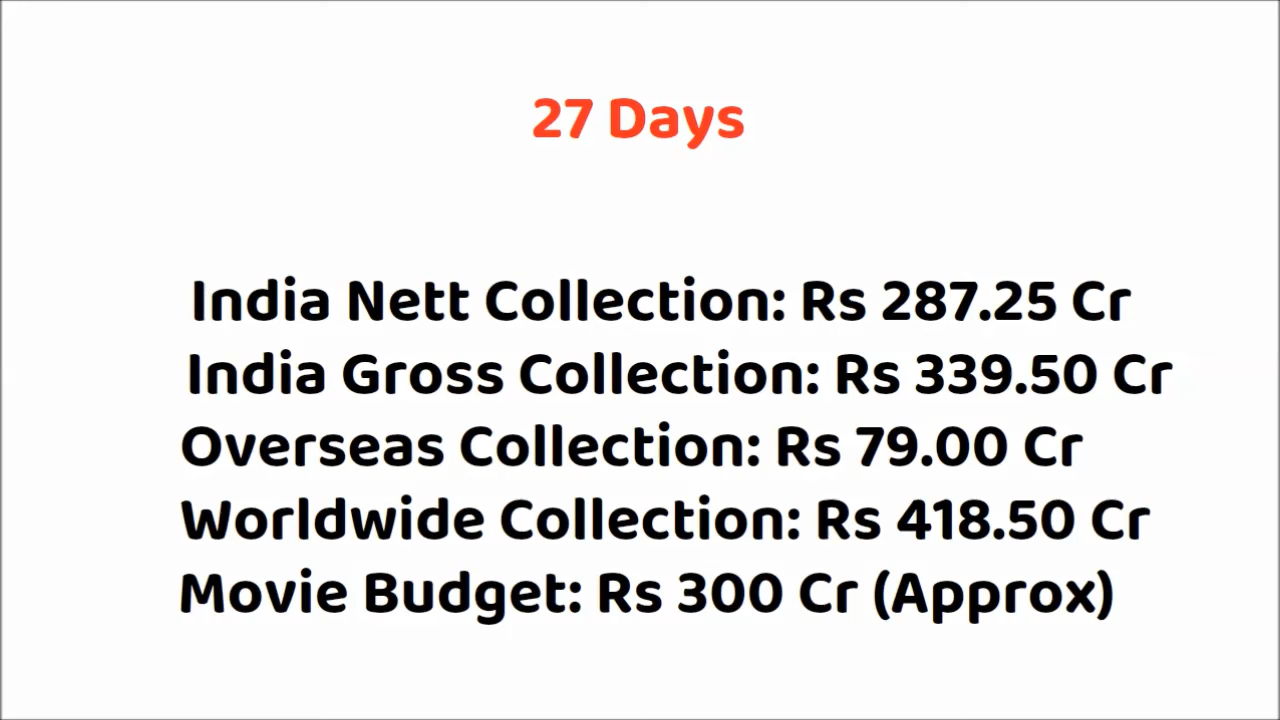 27 Days
India Nett Collection: Rs 287.25 Cr
India Gross Collection: Rs 339.50 Cr
Overseas Collection: Rs 79.00 Cr
Worldwide Collection: Rs 418.50 Cr
Movie Budget: Rs 300 Cr (Approx)